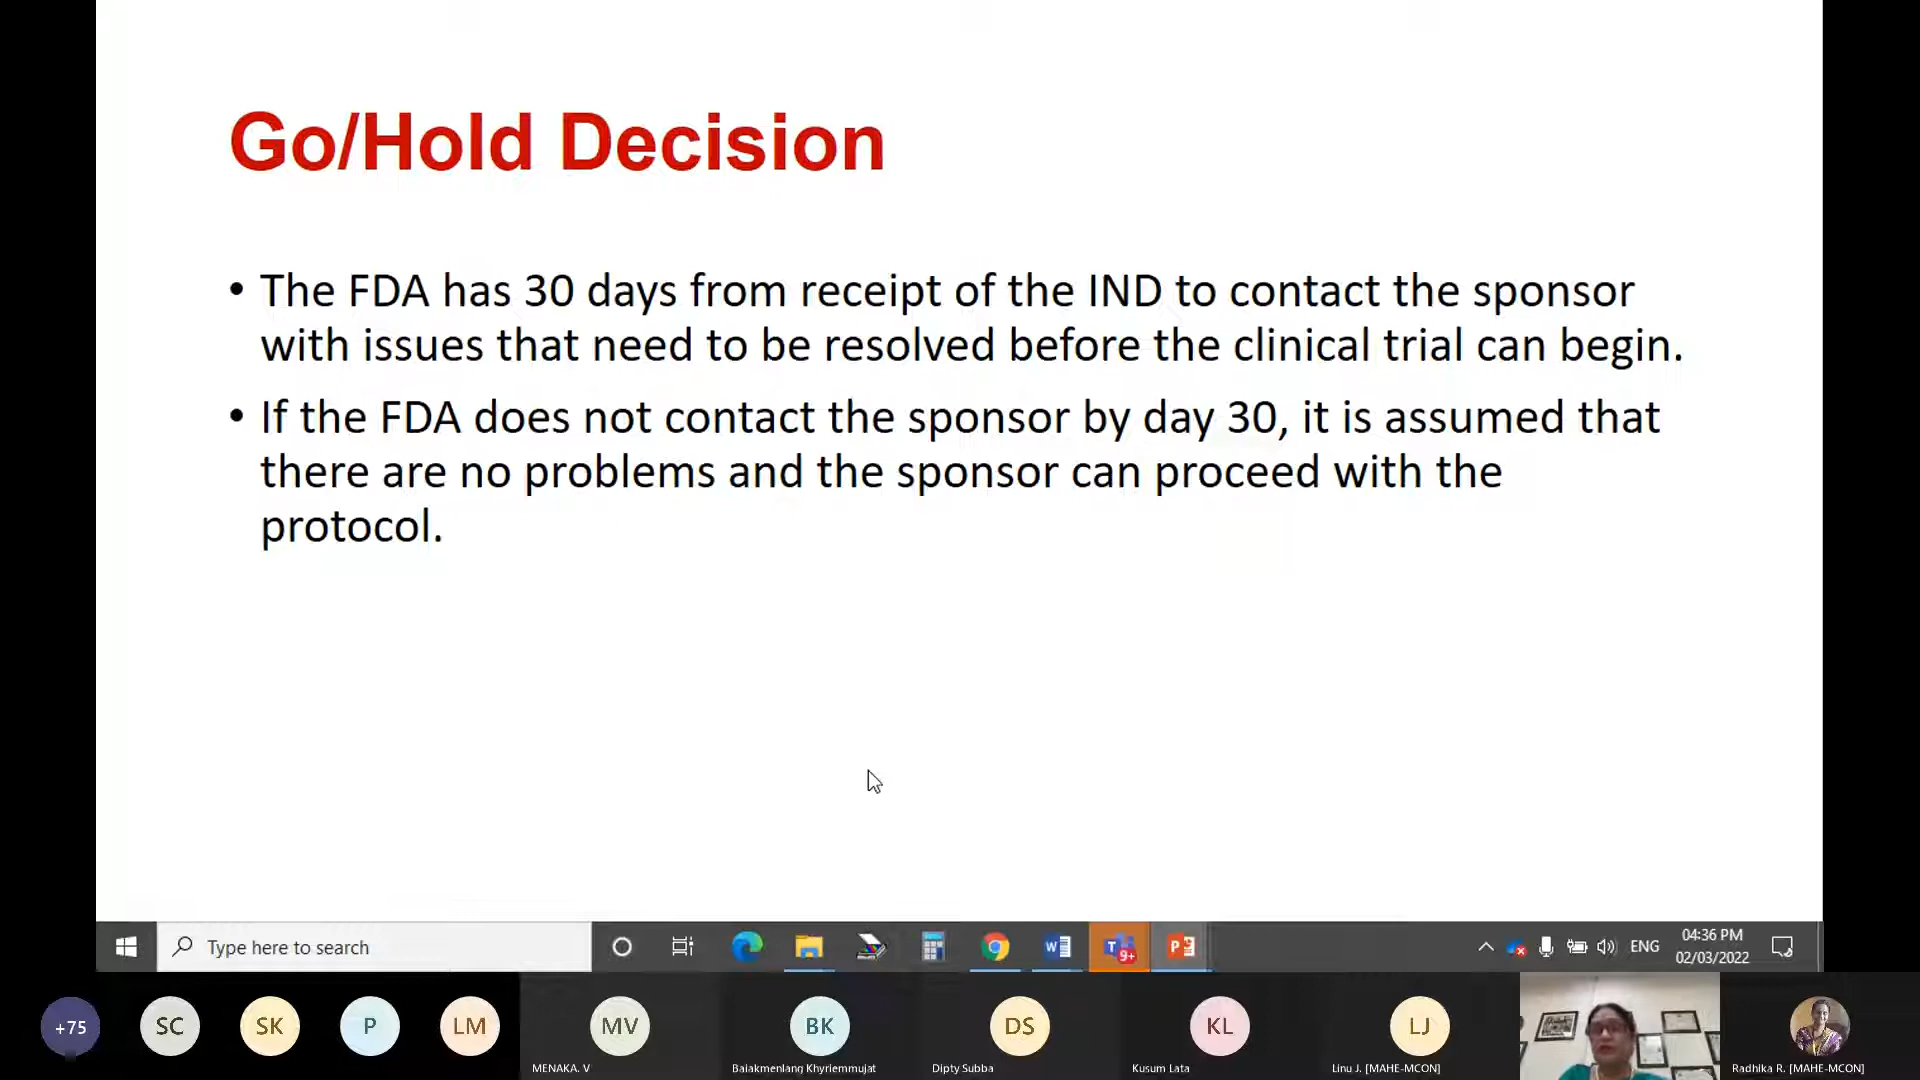 Go/Hold Decision
• The FDA has 30 days from receipt of the IND to contact the sponsor
with issues that need to be resolved before the clinical trial can begin.
• If the FDA does not contact the sponsor by day 30, it is assumed that
there are no problems and the sponsor can proceed with the
protocol.
Type here to search
9+
ENG
04:36 PM
02/03/2022
+75
SC
SK
P
LM
MV
BK
DS
KL
LJ
MENAKA. V
Balakmenlang Khyriemmujat
Dipty Subba
Kusum Lata
Linu J. [MAHE-MCON]
Radhika R. [MAHE-MCON]